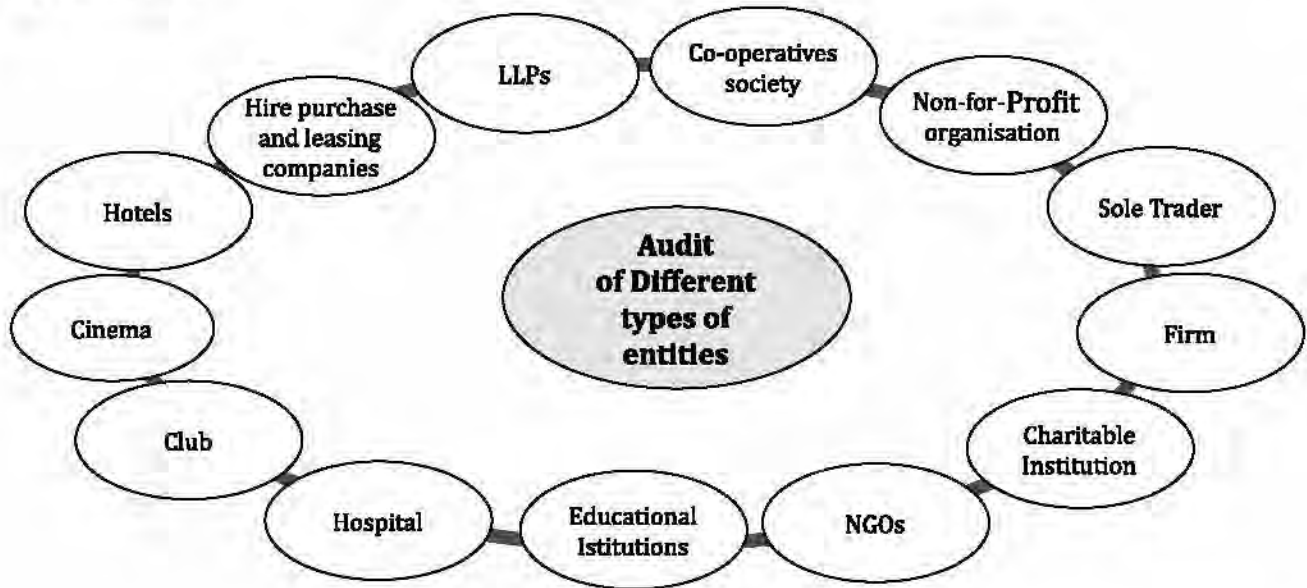 LLPs
Co-operatives
society
Non-for-Profit
organisation
Sole Trader
Firm
Charitable
Institution
NGOs
Educational
Istitutions
Hospital
Club
Cinema
Hotels
Hire purchase
and leasing
companies
Audit
of Different
types of
entities